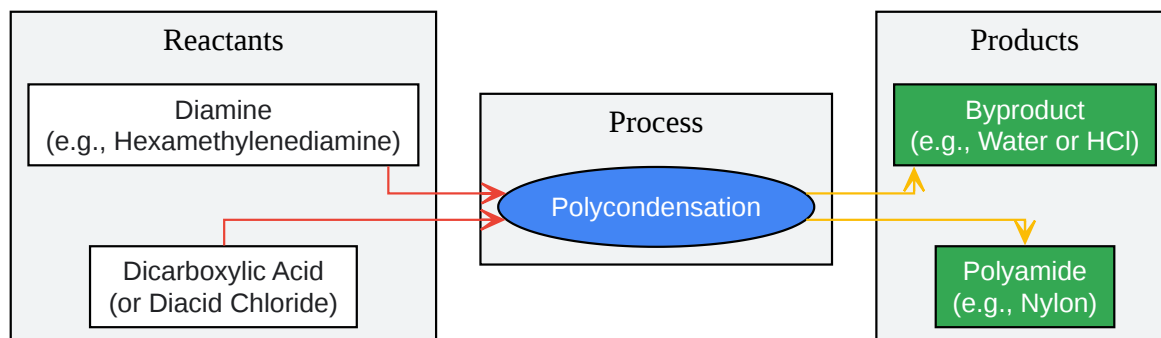 Reactants
Diamine
(e.g., Hexamethylenediamine)
Dicarboxylic Acid
(or Diacid Chloride)
Process
Polycondensation
Products
Byproduct
(e.g., Water or HCl)
Polyamide
(e.g., Nylon)